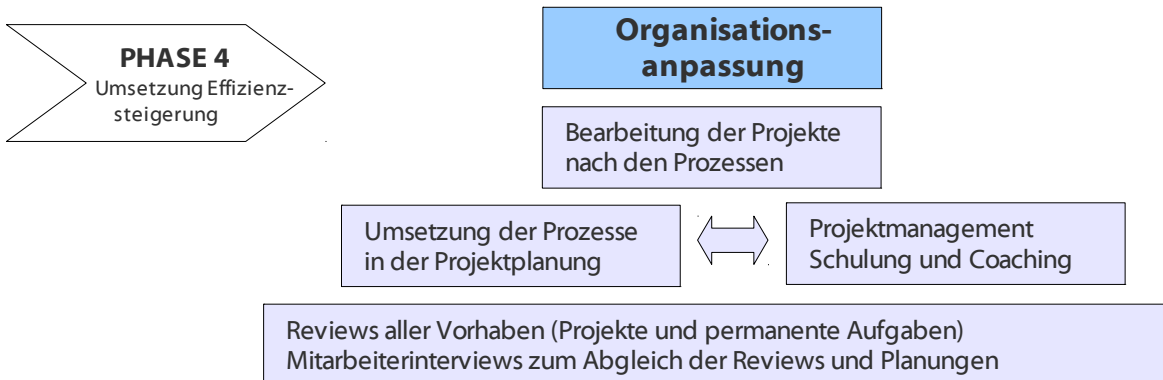 PHASE 4
Umsetzung Effizienz-
steigerung
Organisations-
anpassung
Bearbeitung der Projekte
nach den Prozessen
Umsetzung der Prozesse
in der Projektplanung
Projektmanagement
Schulung und Coaching
Reviews aller Vorhaben (Projekte und permanente Aufgaben)
Mitarbeiterinterviews zum Abgleich der Reviews und Planungen